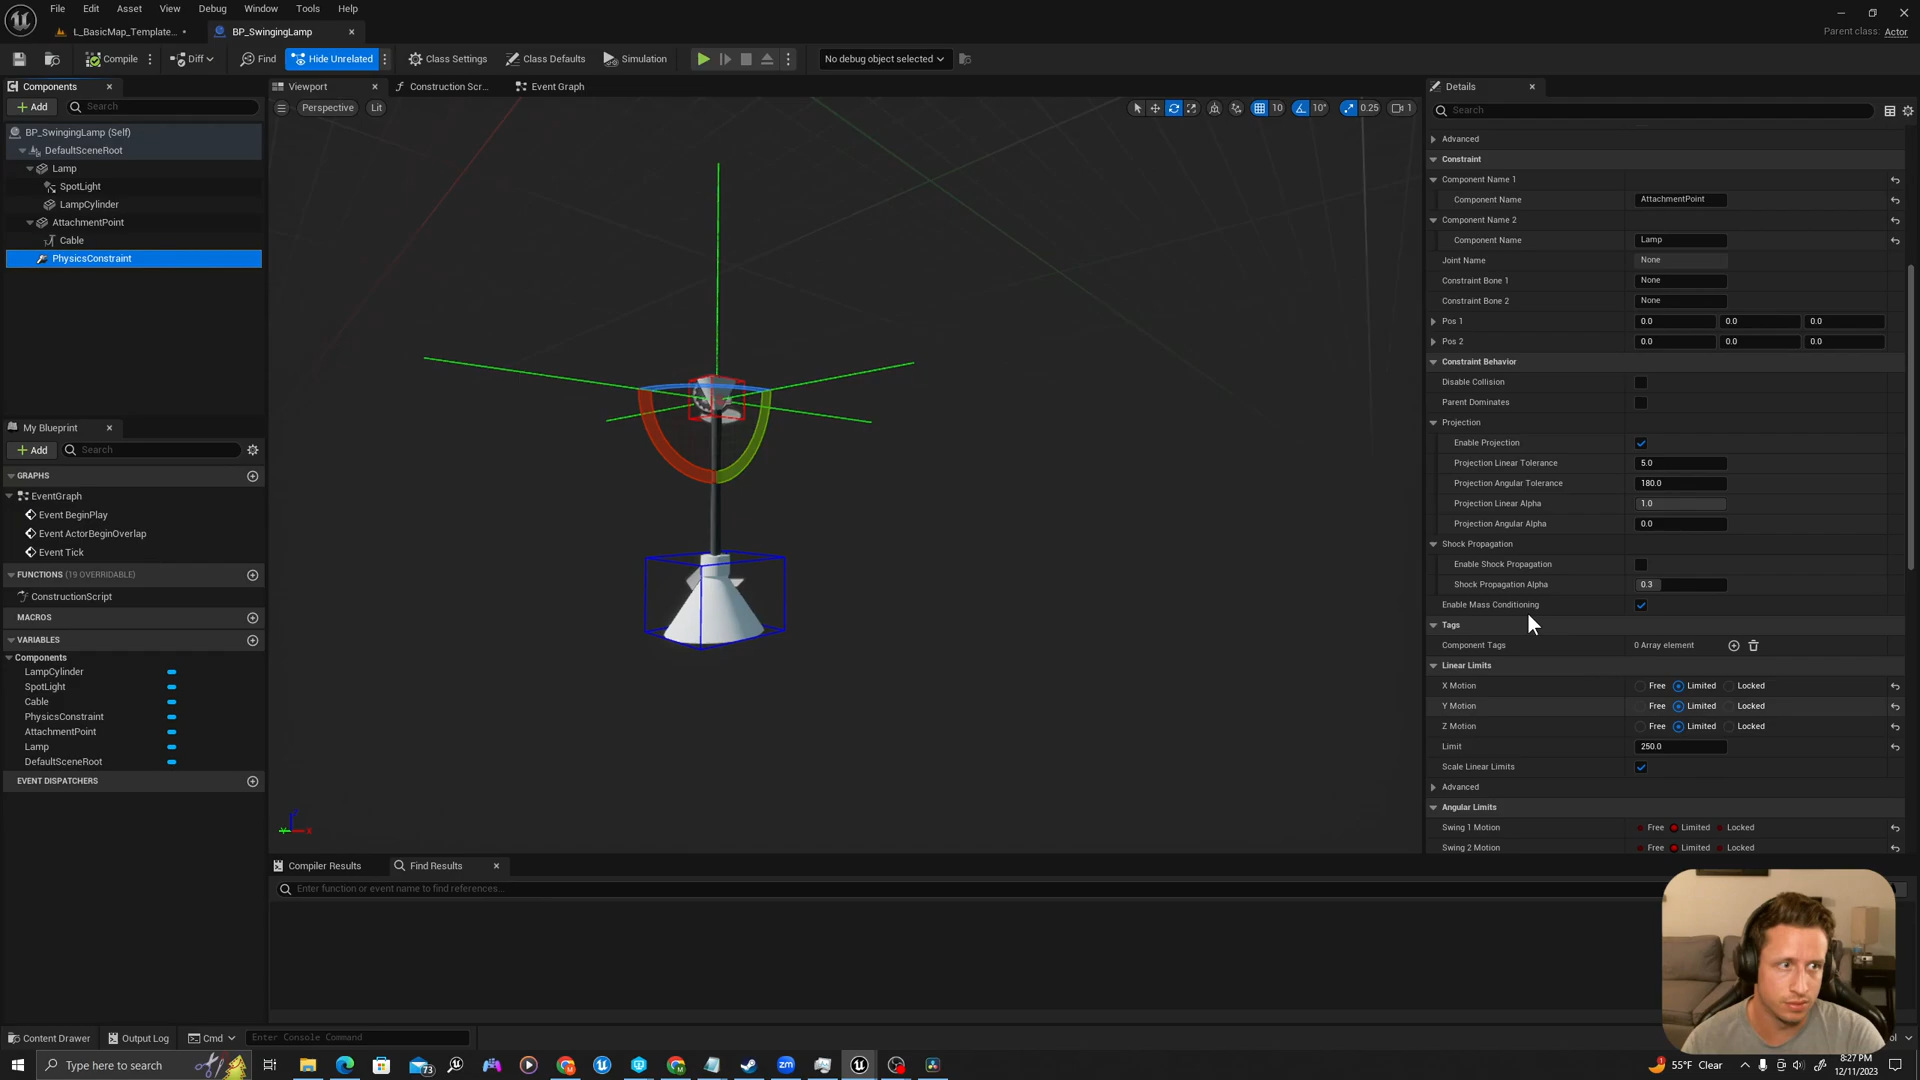 File Edit Asset View Debug Window Tools Help
L_BasicMap_Template...
BP_SwingingLamp
Parent class: Actor
Compile
Diff
Find
Hide Unrelated
Class Settings
Class Defaults
Simulation
No debug object selected
Components
Add
Search
BP_SwingingLamp (Self)
DefaultSceneRoot
Lamp
SpotLight
LampCylinder
AttachmentPoint
Cable
PhysicsConstraint
My Blueprint
Add
Search
GRAPHS
EventGraph
Event BeginPlay
Event ActorBeginOverlap
Event Tick
FUNCTIONS (19 OVERRIDABLE)
ConstructionScript
MACROS
VARIABLES
Components
LampCylinder
SpotLight
Cable
PhysicsConstraint
AttachmentPoint
Lamp
DefaultSceneRoot
EVENT DISPATCHERS
Viewport
Construction Scr...
Event Graph
Perspective
Lit
10
10°
0.25
1
Compiler Results
Find Results
Enter function or event name to find references...
Details
Search
Advanced
Constraint
Component Name 1
Component Name AttachmentPoint
Component Name 2
Component Name Lamp
Joint Name None
Constraint Bone 1 None
Constraint Bone 2 None
Pos 1 0.0 0.0 0.0
Pos 2 0.0 0.0 0.0
Constraint Behavior
Disable Collision
Parent Dominates
Projection
Enable Projection
Projection Linear Tolerance 5.0
Projection Angular Tolerance 180.0
Projection Linear Alpha 1.0
Projection Angular Alpha 0.0
Shock Propagation
Enable Shock Propagation
Shock Propagation Alpha 0.3
Enable Mass Conditioning
Tags
Component Tags 0 Array element
Linear Limits
X Motion Free Limited Locked
Y Motion Free Limited Locked
Z Motion Free Limited Locked
Limit 250.0
Scale Linear Limits
Advanced
Angular Limits
Swing 1 Motion Free Limited Locked
Swing 2 Motion Free Limited Locked
Content Drawer
Output Log
Cmd
Enter Console Command
Type here to search
73
1
55°F Clear
8:27 PM
12/11/2023